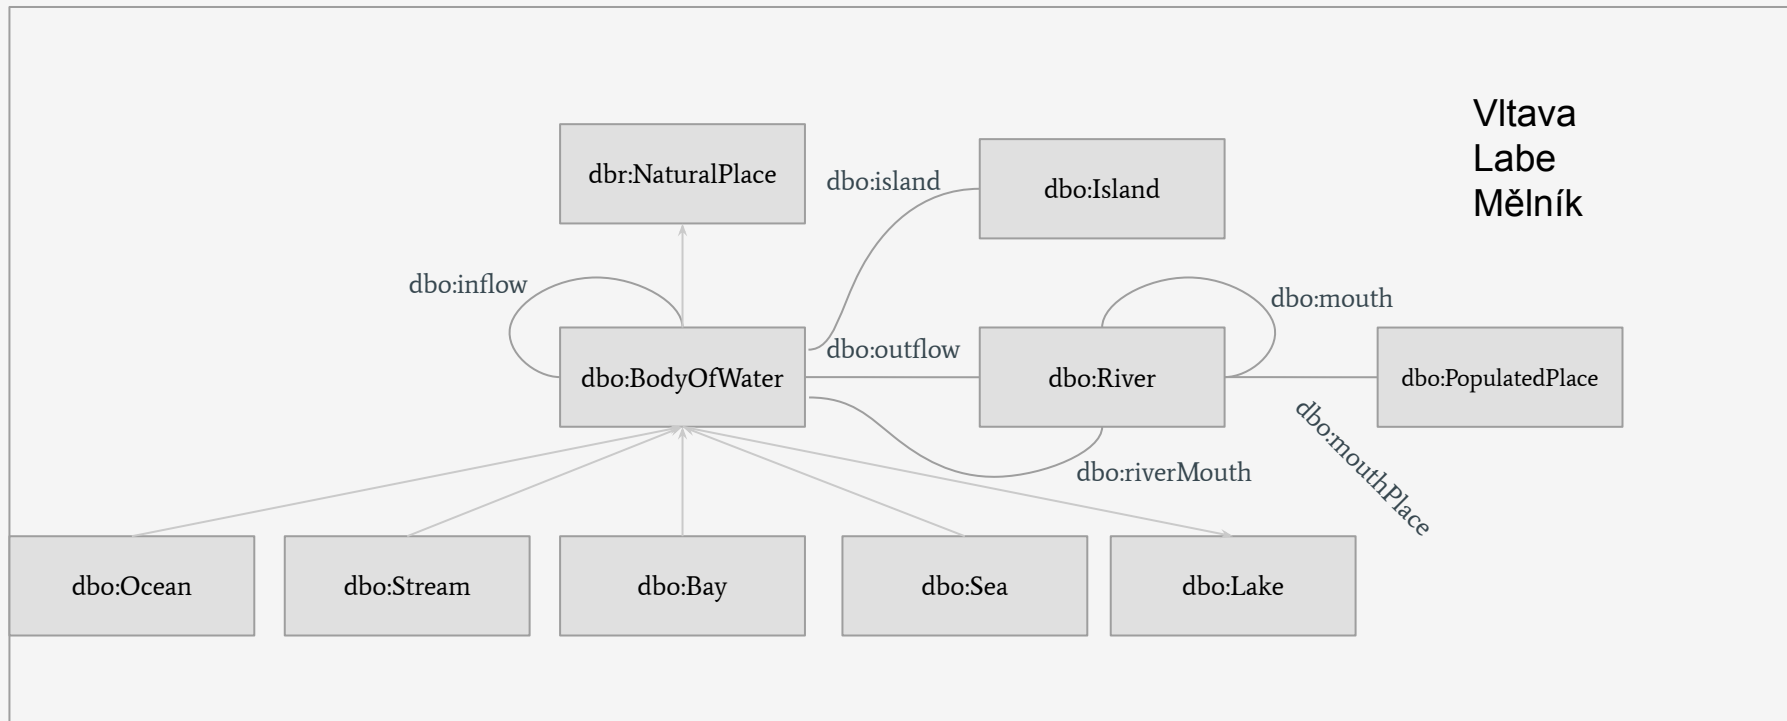 Vltava
Labe
Mělník
dbr:NaturalPlace
dbo:island
dbo:Island
dbo:inflow
dbo:mouth
dbo:outflow
dbo:BodyOfWater
dbo:River
dbo:PopulatedPlace
dbo:riverMouth
dbo:mouthPlace
dbo:Ocean
dbo:Stream
dbo:Bay
dbo:Sea
dbo:Lake